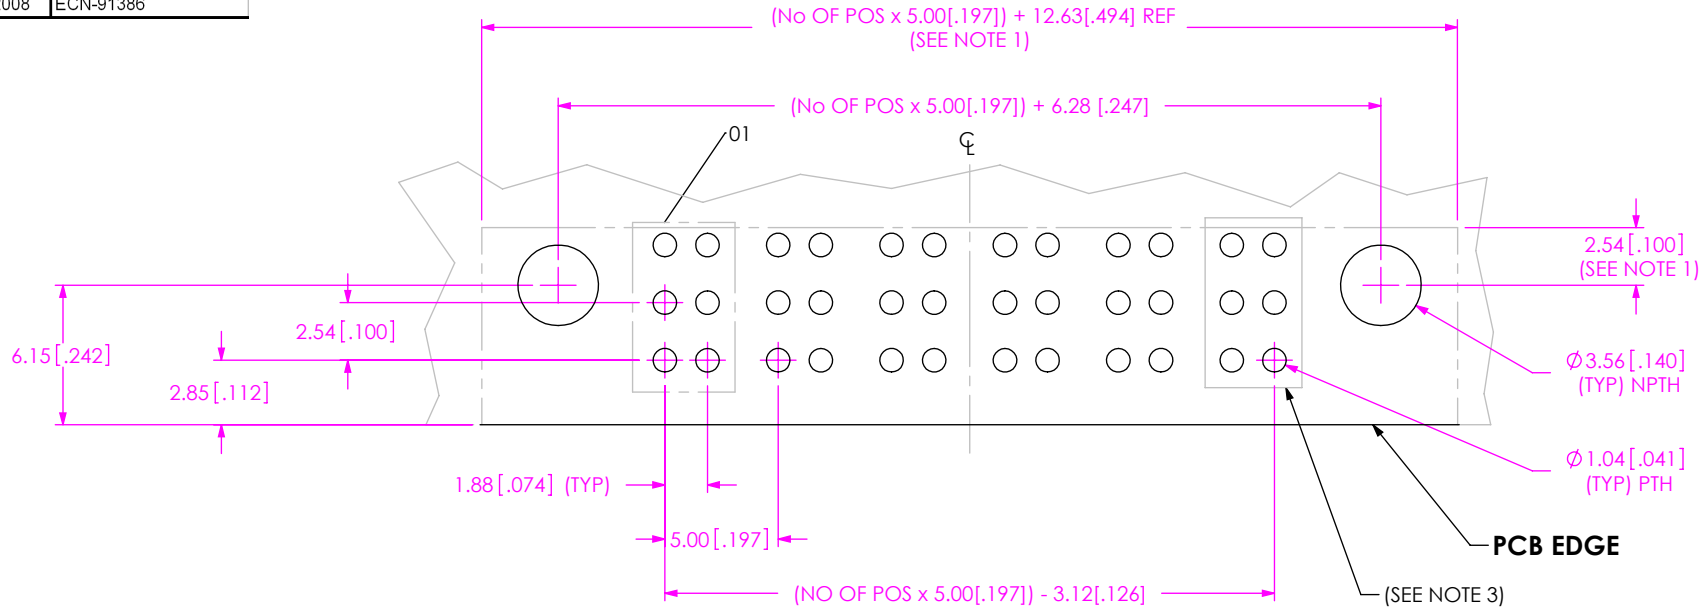 2008 ECN-91386
(No OF POS x 5.00[.197]) + 12.63[.494] REF
(SEE NOTE 1)
(No OF POS x 5.00[.197]) + 6.28 [.247]
01
℄
2.54[.100]
(SEE NOTE 1)
2.54[.100]
6.15[.242]
2.85[.112]
Ø3.56[.140]
(TYP) NPTH
1.88[.074] (TYP)
Ø1.04[.041]
(TYP) PTH
5.00[.197]
PCB EDGE
(NO OF POS x 5.00[.197]) - 3.12[.126]
(SEE NOTE 3)